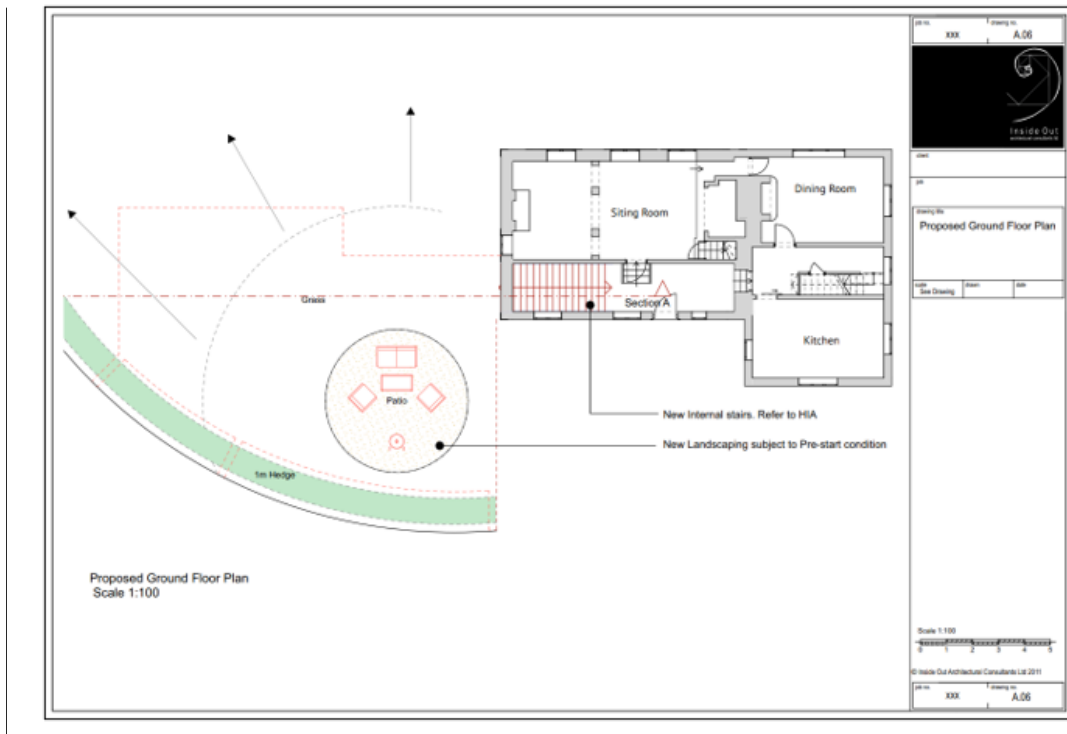 job no.
drawing no.
xxx
A.06
Inside Out
architectural consultants ltd
client
job
drawing title
Proposed Ground Floor Plan
scale
drawn
date
See Drawing
Dining Room
Siting Room
Grass
Section A
Kitchen
Patio
New Internal stairs. Refer to HIA
New Landscaping subject to Pre-start condition
1m Hedge
Proposed Ground Floor Plan
Scale 1:100
Scale 1:100
0 1 2 3 4 5
© Inside Out Architectural Consultants Ltd 2011
job no.
drawing no.
xxx
A.06